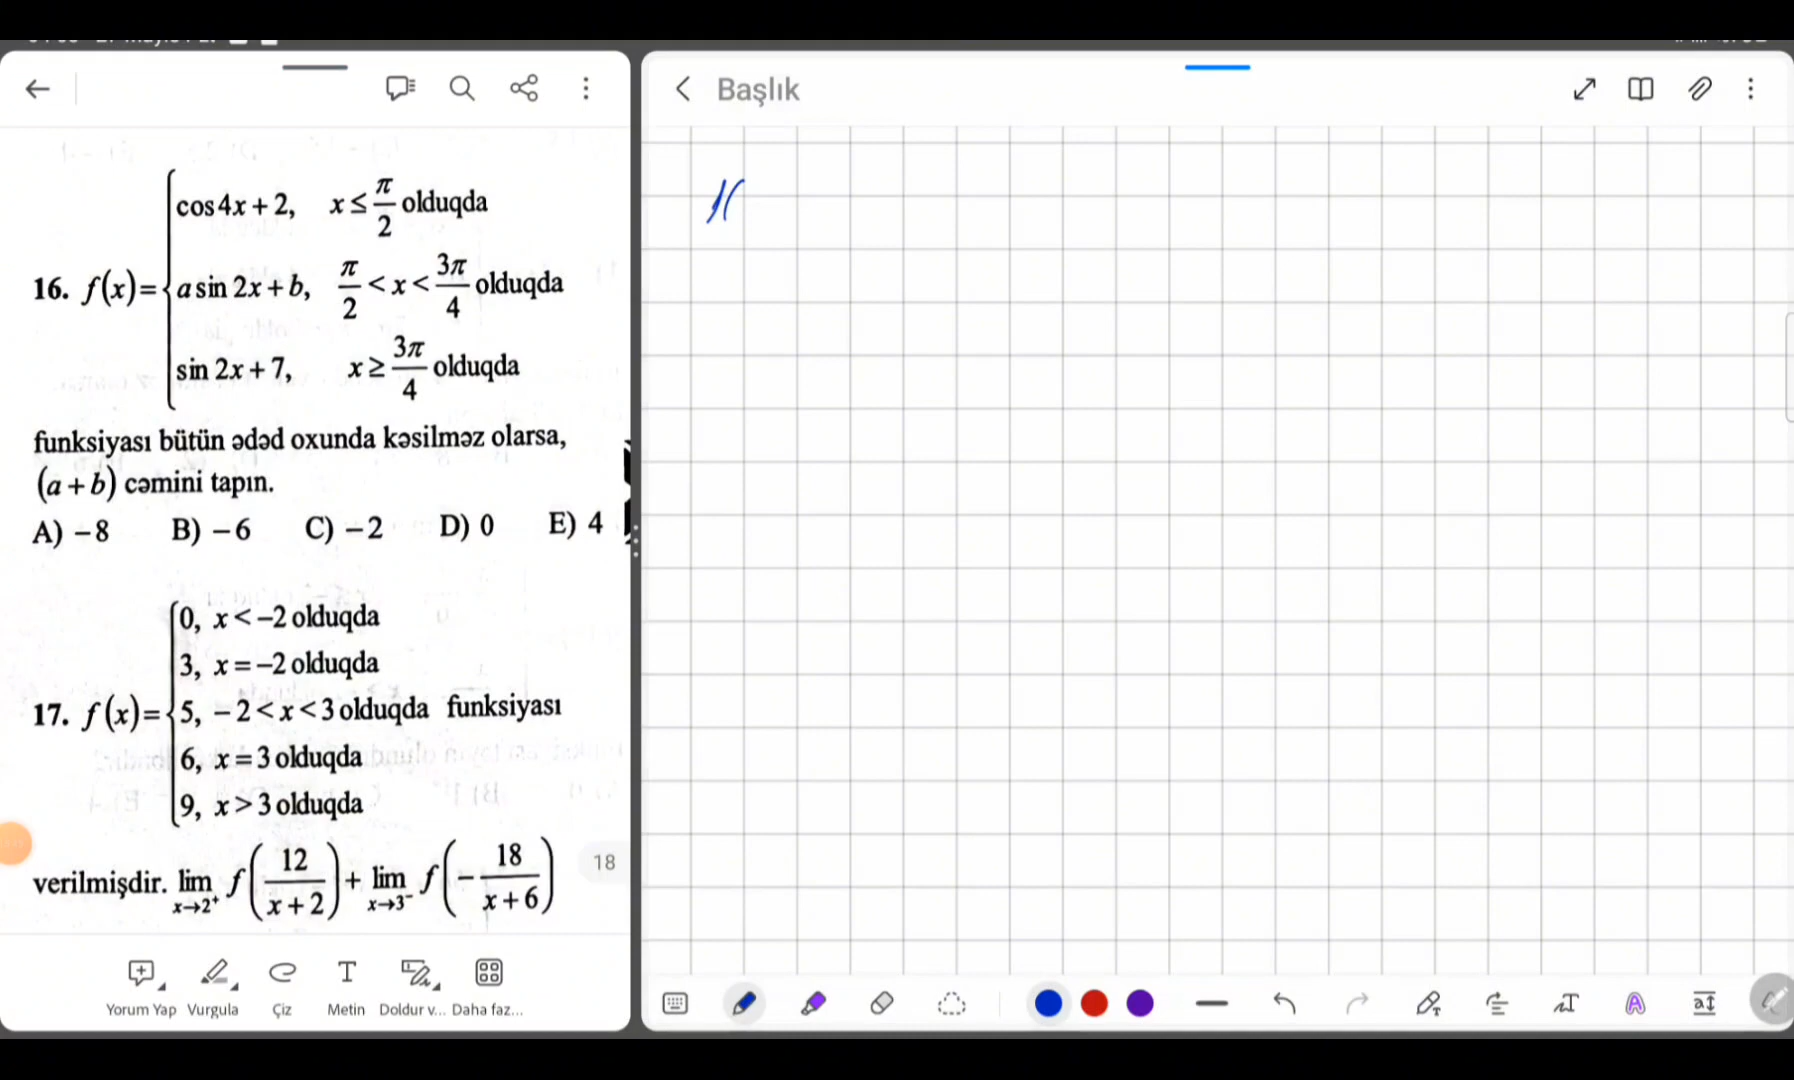 Başlık
16. f(x)= { cos 4x + 2, x ≤ π/2 olduqda
a sin 2x + b, π/2 < x < 3π/4 olduqda
sin 2x + 7, x ≥ 3π/4 olduqda
funksiyası bütün ədəd oxunda kəsilməz olarsa,
(a + b) cəmini tapın.
A) – 8 B) – 6 C) – 2 D) 0 E) 4
17. f(x)= { 0, x < –2 olduqda
3, x = –2 olduqda
5, – 2 < x < 3 olduqda funksiyası
6, x = 3 olduqda
9, x > 3 olduqda
verilmişdir. lim x→2⁺ f(12/(x+2)) + lim x→3⁻ f(–18/(x+6))
18
Yorum Yap Vurgula Çiz Metin Doldur v... Daha faz...